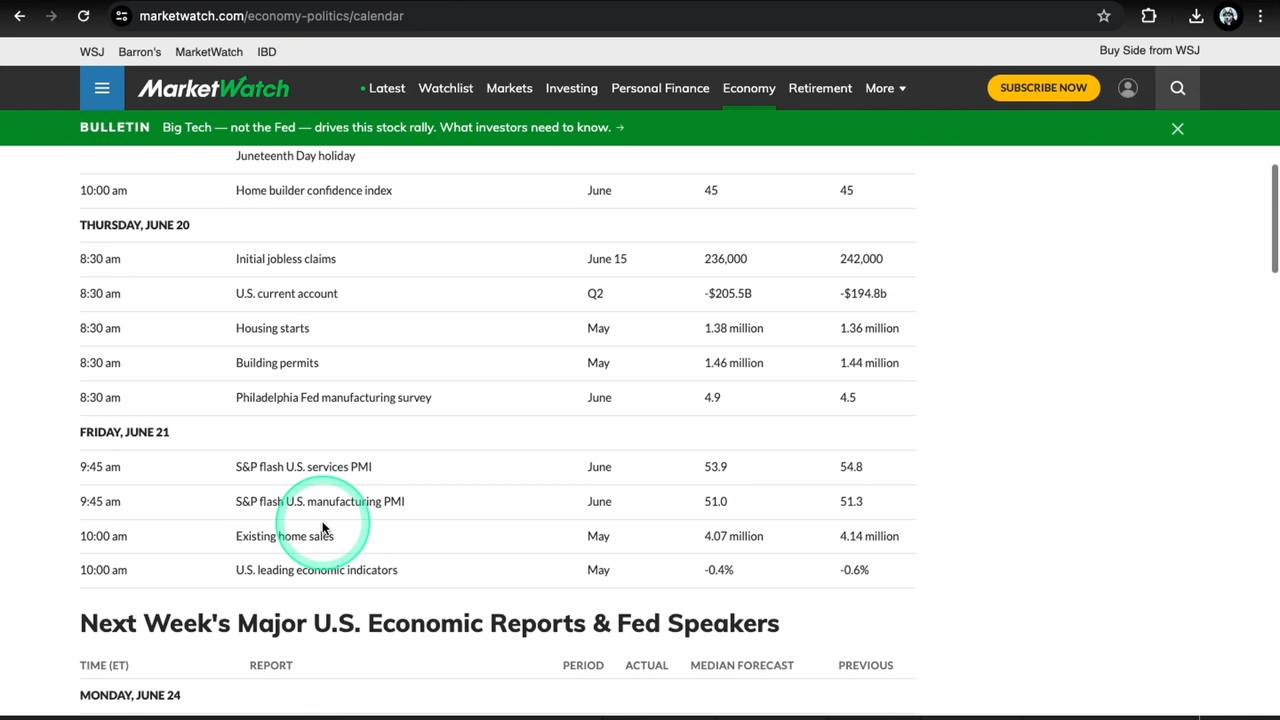 marketwatch.com/economy-politics/calendar
WSJ Barron's MarketWatch IBD Buy Side from WSJ
MarketWatch Latest Watchlist Markets Investing Personal Finance Economy Retirement More SUBSCRIBE NOW
BULLETIN Big Tech — not the Fed — drives this stock rally. What investors need to know. →
Juneteenth Day holiday
10:00 am Home builder confidence index June 45 45
THURSDAY, JUNE 20
8:30 am Initial jobless claims June 15 236,000 242,000
8:30 am U.S. current account Q2 -$205.5B -$194.8b
8:30 am Housing starts May 1.38 million 1.36 million
8:30 am Building permits May 1.46 million 1.44 million
8:30 am Philadelphia Fed manufacturing survey June 4.9 4.5
FRIDAY, JUNE 21
9:45 am S&P flash U.S. services PMI June 53.9 54.8
9:45 am S&P flash U.S. manufacturing PMI June 51.0 51.3
10:00 am Existing home sales May 4.07 million 4.14 million
10:00 am U.S. leading economic indicators May -0.4% -0.6%
Next Week's Major U.S. Economic Reports & Fed Speakers
TIME (ET) REPORT PERIOD ACTUAL MEDIAN FORECAST PREVIOUS
MONDAY, JUNE 24